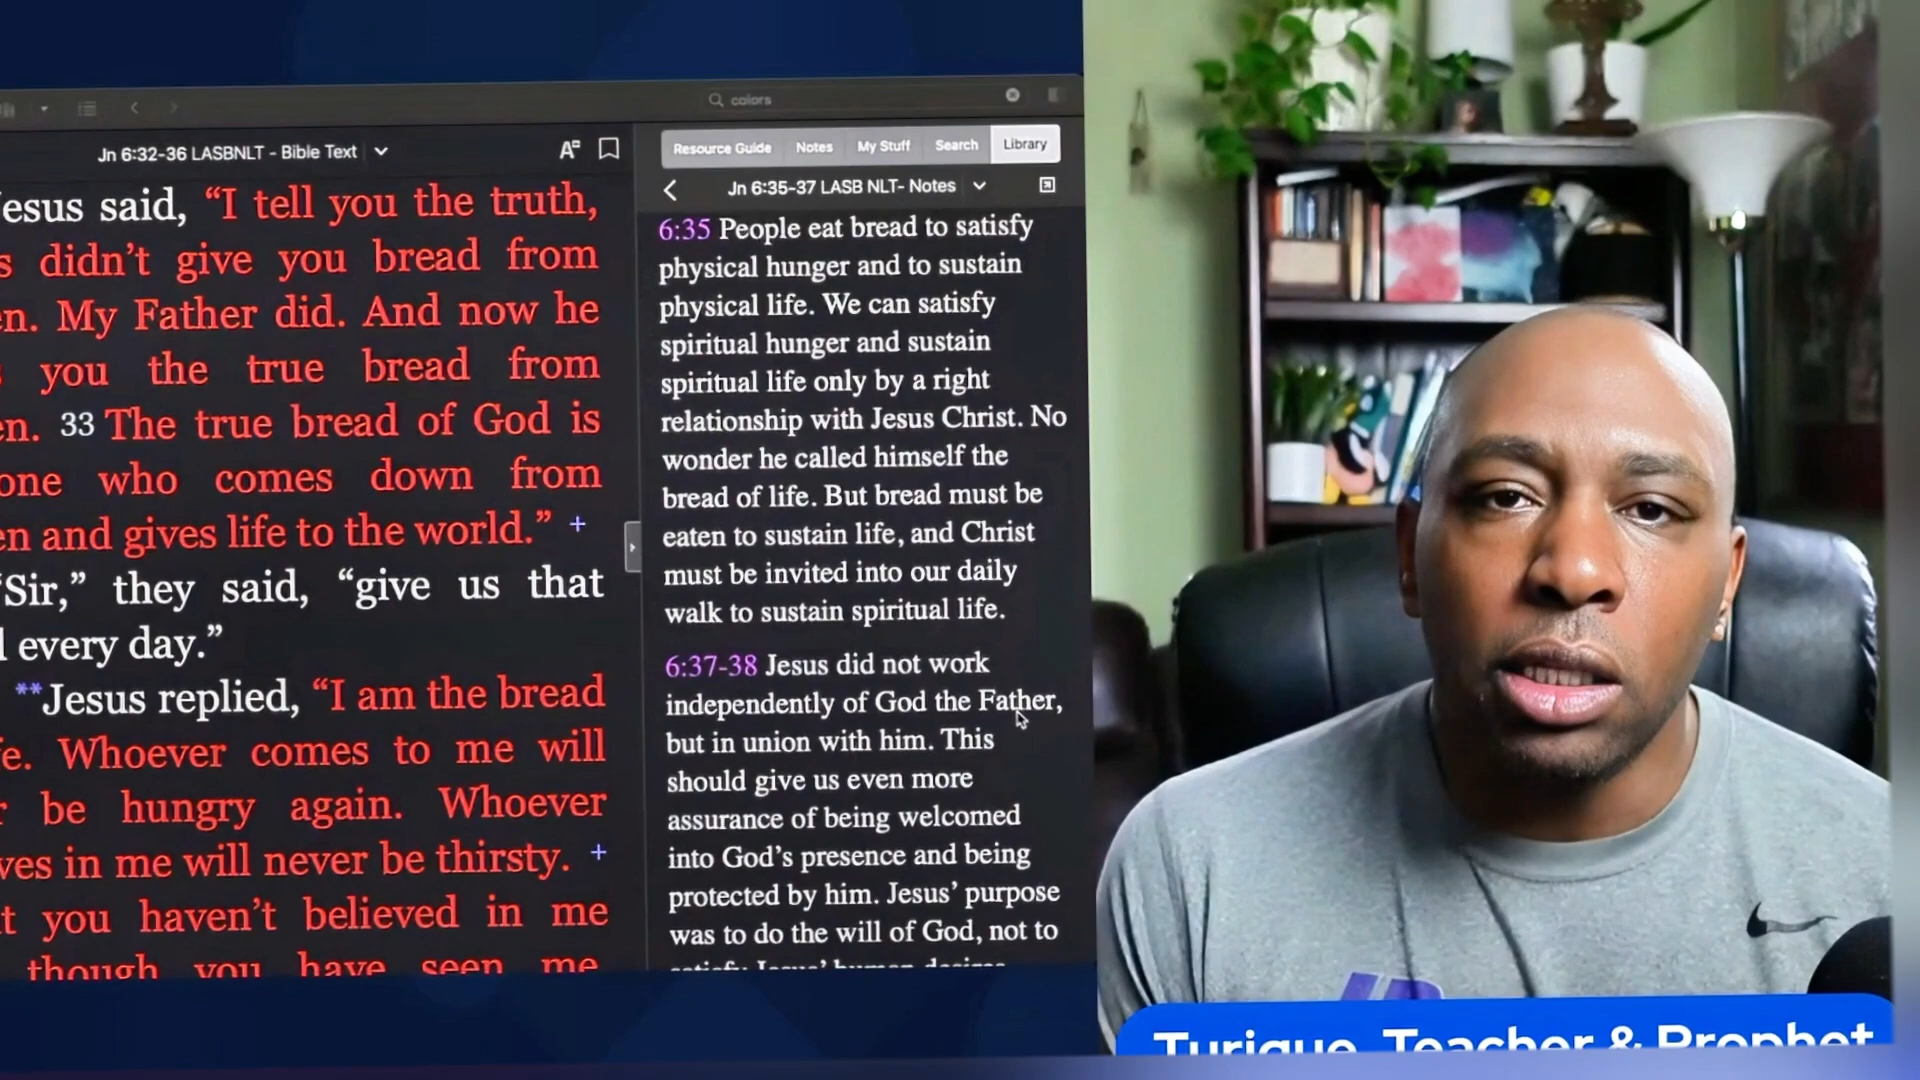 colors
Jn 6:32-36 LASBNLT - Bible Text
Resource Guide
Notes
My Stuff
Search
Library
Jn 6:35-37 LASB NLT- Notes
esus said, “I tell you the truth,
s didn’t give you bread from
en. My Father did. And now he
you the true bread from
en. 33 The true bread of God is
one who comes down from
en and gives life to the world.” +
“Sir,” they said, “give us that
every day.”
**Jesus replied, “I am the bread
fe. Whoever comes to me will
r be hungry again. Whoever
ves in me will never be thirsty. +
t you haven’t believed in me
though you have seen me.
6:35 People eat bread to satisfy
physical hunger and to sustain
physical life. We can satisfy
spiritual hunger and sustain
spiritual life only by a right
relationship with Jesus Christ. No
wonder he called himself the
bread of life. But bread must be
eaten to sustain life, and Christ
must be invited into our daily
walk to sustain spiritual life.
6:37-38 Jesus did not work
independently of God the Father,
but in union with him. This
should give us even more
assurance of being welcomed
into God’s presence and being
protected by him. Jesus’ purpose
was to do the will of God, not to
satisfy Jesus’ human desires
Turique, Teacher & Prophet